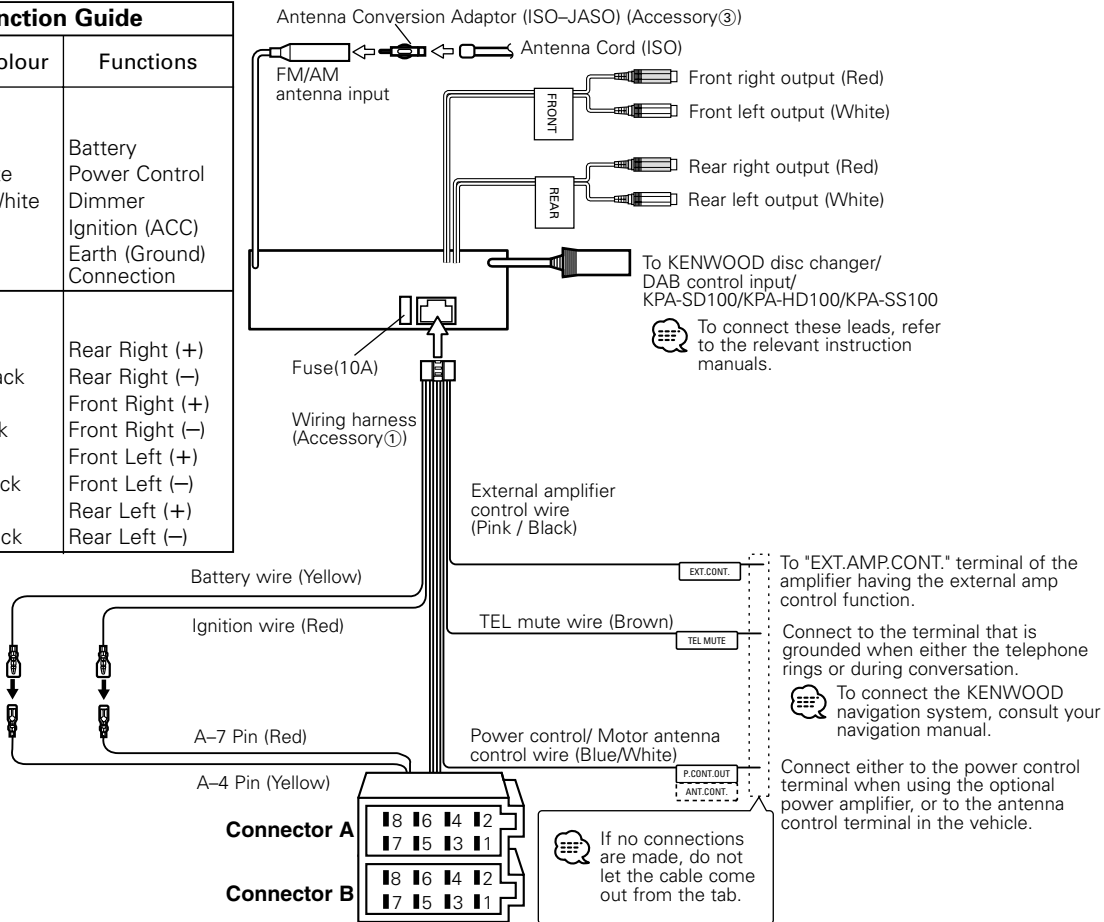 nction Guide
olour Functions
Battery
te Power Control
White Dimmer
Ignition (ACC)
Earth (Ground)
Connection
Rear Right (+)
ack Rear Right (–)
Front Right (+)
k Front Right (–)
Front Left (+)
ck Front Left (–)
Rear Left (+)
ck Rear Left (–)
Antenna Conversion Adaptor (ISO–JASO) (Accessory③)
Antenna Cord (ISO)
FM/AM
antenna input
FRONT
Front right output (Red)
Front left output (White)
REAR
Rear right output (Red)
Rear left output (White)
To KENWOOD disc changer/
DAB control input/
KPA-SD100/KPA-HD100/KPA-SS100
To connect these leads, refer
to the relevant instruction
manuals.
Fuse(10A)
Wiring harness
(Accessory①)
External amplifier
control wire
(Pink / Black)
EXT.CONT.
To "EXT.AMP.CONT." terminal of the
amplifier having the external amp
control function.
Battery wire (Yellow)
Ignition wire (Red)
TEL mute wire (Brown)
TEL MUTE
Connect to the terminal that is
grounded when either the telephone
rings or during conversation.
To connect the KENWOOD
navigation system, consult your
navigation manual.
A–7 Pin (Red)
A–4 Pin (Yellow)
Power control/ Motor antenna
control wire (Blue/White)
P.CONT.OUT
ANT.CONT.
Connect either to the power control
terminal when using the optional
power amplifier, or to the antenna
control terminal in the vehicle.
Connector A
8 6 4 2
7 5 3 1
Connector B
8 6 4 2
7 5 3 1
If no connections
are made, do not
let the cable come
out from the tab.